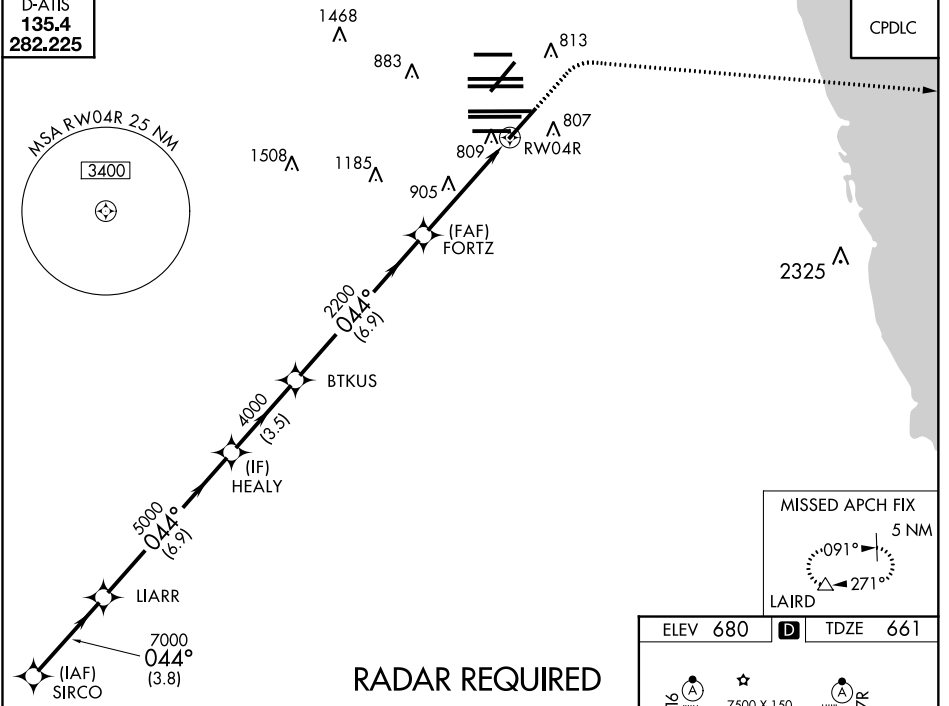 D-ATIS
135.4
282.225
CPDLC
1468
883
813
MSA RW04R 25 NM
3400
1508
1185
905
809
807
RW04R
(FAF)
FORTZ
2325
2200
044°
(6.9)
BTKUS
4000
(3.5)
(IF)
HEALY
5000
044°
(6.9)
LIARR
7000
044°
(3.8)
(IAF)
SIRCO
RADAR REQUIRED
MISSED APCH FIX
5 NM
091°
271°
LAIRD
ELEV 680 D TDZE 661
A
A
7500 X 150